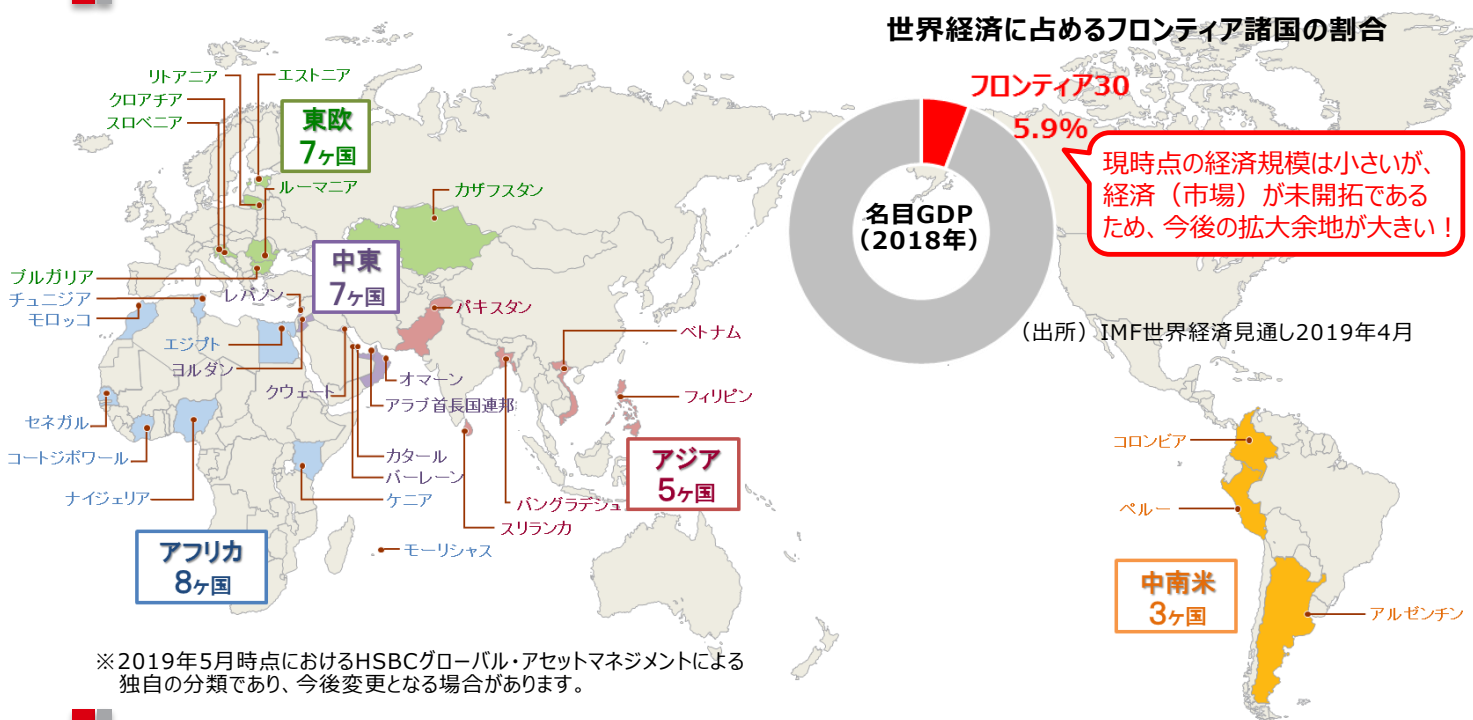 世界経済に占めるフロンティア諸国の割合
フロンティア30
5.9%
現時点の経済規模は小さいが、
経済（市場）が未開拓である
ため、今後の拡大余地が大きい！
名目GDP
（2018年）
（出所）IMF世界経済見通し2019年4月
リトアニア
エストニア
クロアチア
スロベニア
東欧
7ヶ国
ルーマニア
カザフスタン
ブルガリア
チュニジア
モロッコ
レバノン
中東
7ヶ国
パキスタン
ベトナム
エジプト
ヨルダン
クウェート
オマーン
アラブ首長国連邦
フィリピン
セネガル
コートジボワール
ナイジェリア
カタール
バーレーン
ケニア
アジア
5ヶ国
バングラデシュ
スリランカ
アフリカ
8ヶ国
モーリシャス
コロンビア
ペルー
中南米
3ヶ国
アルゼンチン
※2019年5月時点におけるHSBCグローバル・アセットマネジメントによる
独自の分類であり、今後変更となる場合があります。